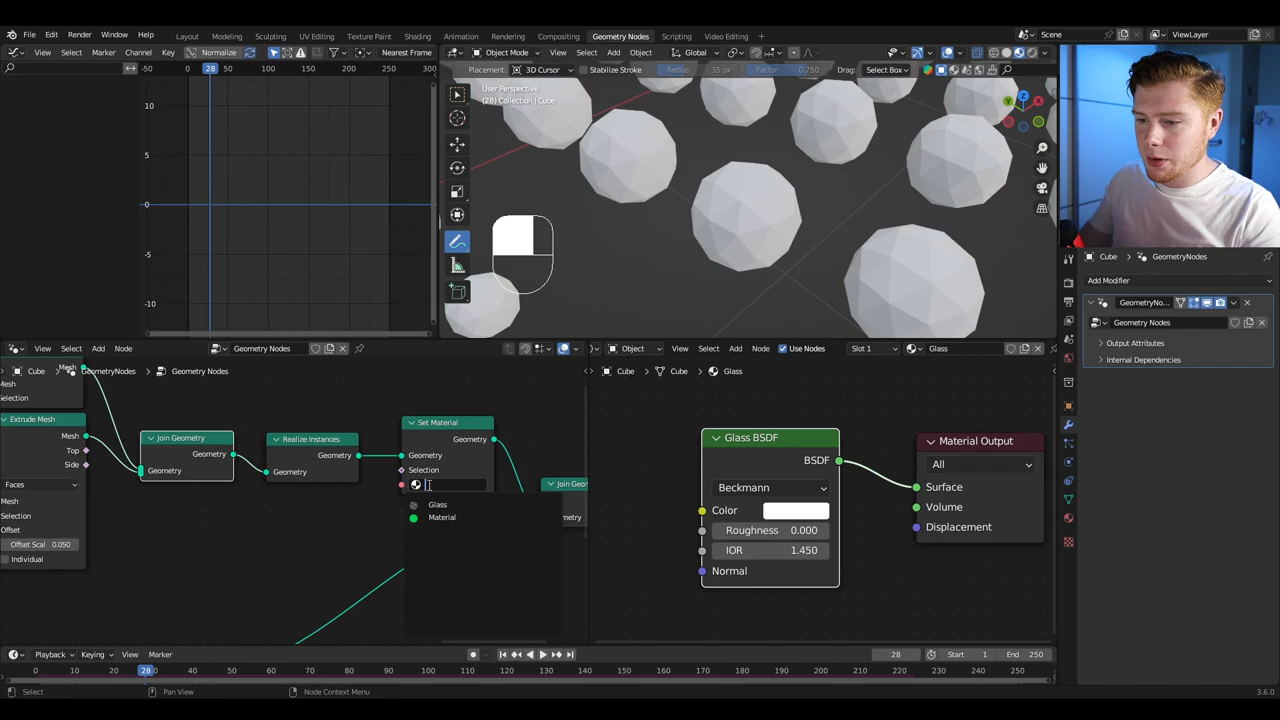 File Edit Render Window Help Layout Modeling Sculpting UV Editing Texture Paint Shading Animation Rendering Compositing Geometry Nodes Scripting Video Editing Scene ViewLayer
View Select Marker Channel Key Normalize Nearest Frame Object Mode View Select Add Object Global
-50 0 28 50 100 150 200 250 300
Placement: 3D Cursor Stabilize Stroke Radius 35 px Factor 0.750 Drag: Select Box
User Perspective
(28) Collection | Cube
10
5
0
-5
-10
Z
X
Y
Cube GeometryNodes
Add Modifier
GeometryNo...
Geometry Nodes
Output Attributes
Internal Dependencies
View Select Add Node Geometry Nodes
Object View Select Add Node Use Nodes Slot 1 Glass
Cube GeometryNodes Geometry Nodes
Cube Cube Glass
Mesh
Mesh
Selection
Extrude Mesh
Mesh
Top
Side
Faces
Mesh
Selection
Offset
Offset Scal 0.050
Individual
Join Geometry
Geometry
Geometry
Realize Instances
Geometry
Geometry
Set Material
Geometry
Geometry
Selection
Glass
Material
Join Geo
metry
Glass BSDF
BSDF
Beckmann
Color
Roughness 0.000
IOR 1.450
Normal
Material Output
All
Surface
Volume
Displacement
Playback Keying View Marker 28 Start 1 End 250
0 10 20 28 40 50 60 70 80 90 100 110 120 130 140 150 160 170 180 190 200 210 220 230 240 250
Select Pan View Node Context Menu 3.6.0